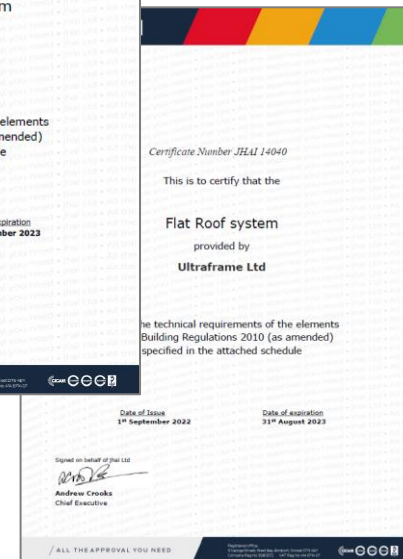 m
elements
nended)
e
xpiration
nber 2023
Certificate Number JHAI 14040
This is to certify that the
Flat Roof system
provided by
Ultraframe Ltd
he technical requirements of the elements
Building Regulations 2010 (as amended)
specified in the attached schedule
Date of Issue
1st September 2022
Date of expiration
31st August 2023
Signed on behalf of jhai Ltd
Andrew Crooks
Chief Executive
/ ALL THE APPROVAL YOU NEED